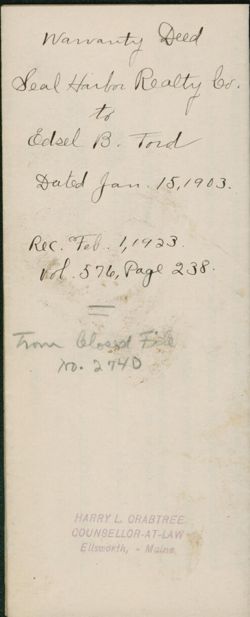 Warranty Deed
Seal Harbor Realty Co.
to
Edsel B. Ford
Dated Jan. 15, 1903.
Rec. Feb. 1, 1923.
Vol. 576, Page 238.
From Closed File
No. 2740
HARRY L. CRABTREE
COUNSELLOR-AT-LAW
Ellsworth, - Maine.